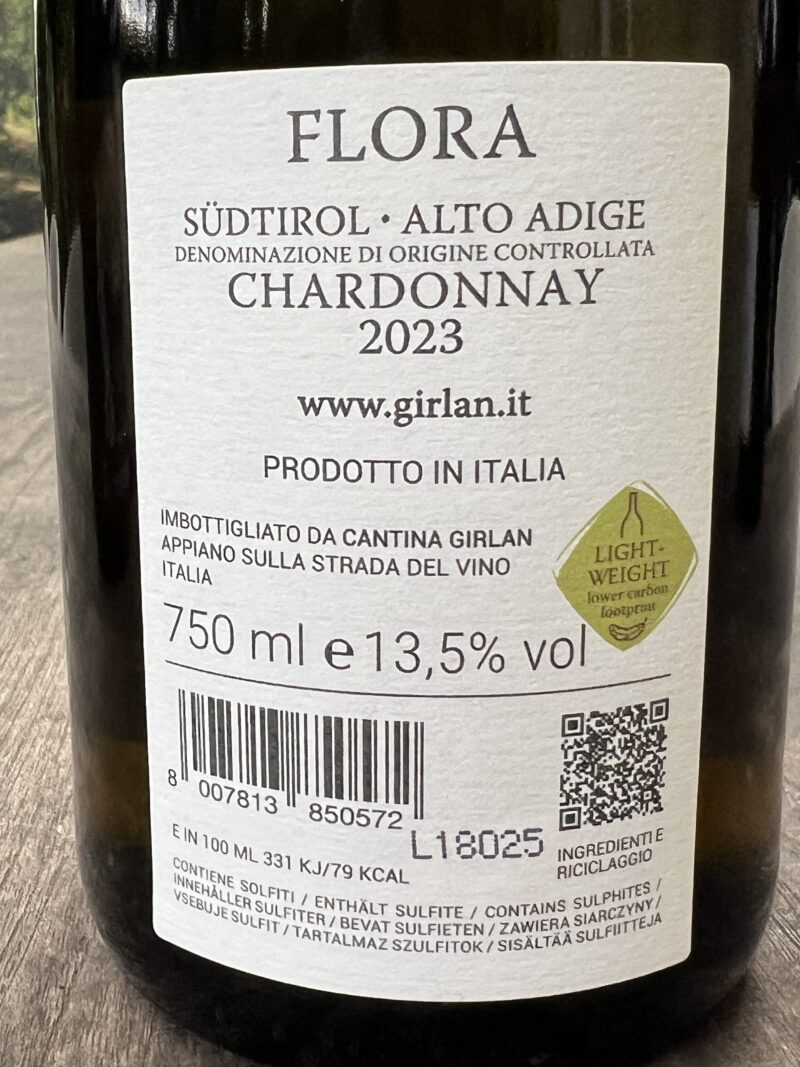 FLORA
SÜDTIROL · ALTO ADIGE
DENOMINAZIONE DI ORIGINE CONTROLLATA
CHARDONNAY
2023
www.girlan.it
PRODOTTO IN ITALIA
IMBOTTIGLIATO DA CANTINA GIRLAN
APPIANO SULLA STRADA DEL VINO
ITALIA
LIGHT-
WEIGHT
lower carbon
footprint
750 ml e 13,5% vol
8 007813 850572
L18025
INGREDIENTI E
RICICLAGGIO
E IN 100 ML 331 KJ/79 KCAL
CONTIENE SOLFITI / ENTHÄLT SULFITE / CONTAINS SULPHITES /
INNEHÅLLER SULFITER / BEVAT SULFIETEN / ZAWIERA SIARCZYNY /
VSEBUJE SULFIT / TARTALMAZ SZULFITOK / SISÄLTÄÄ SULFIITTEJA